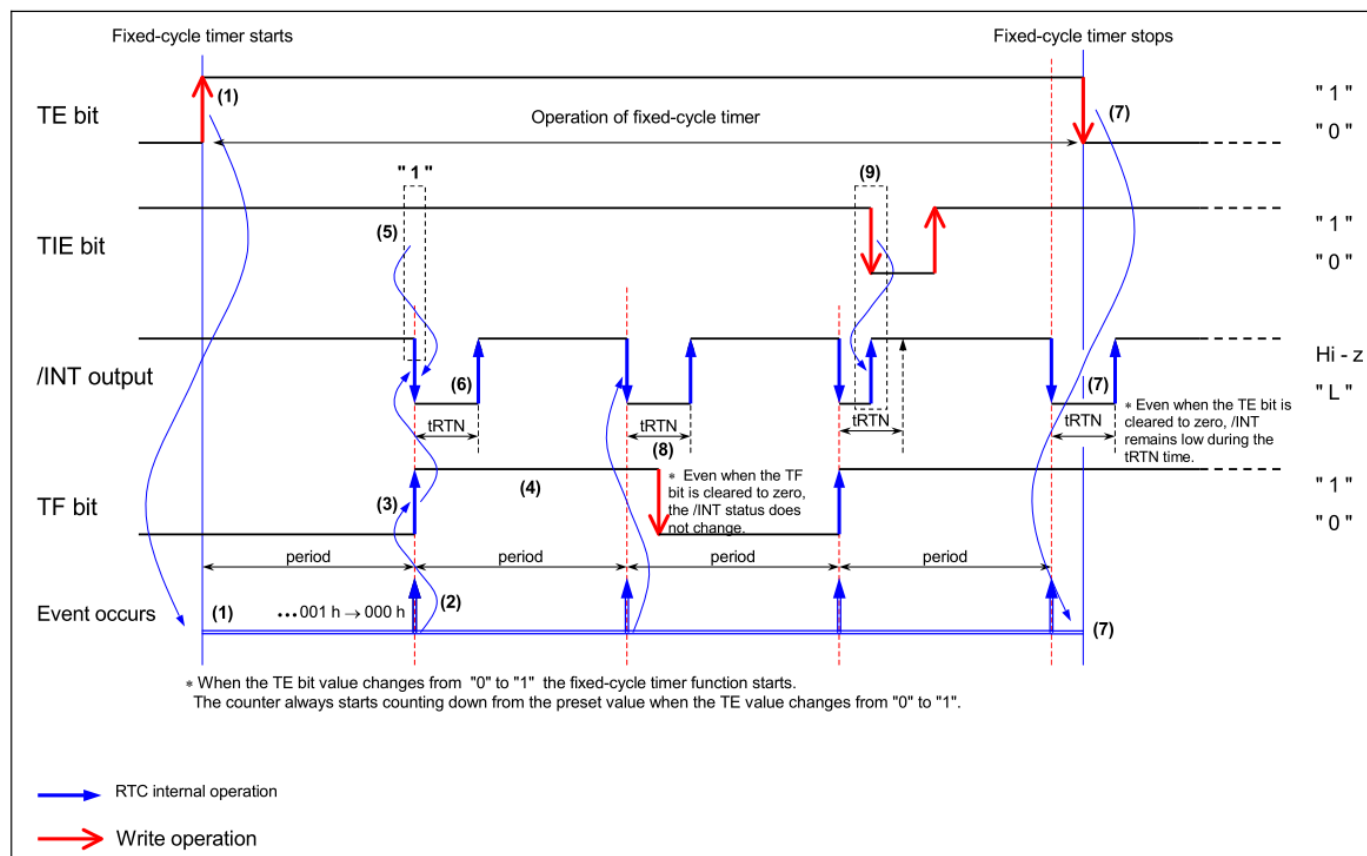 Fixed-cycle timer starts
Fixed-cycle timer stops
TE bit
(1)
Operation of fixed-cycle timer
(7)
" 1 "
" 0 "
" 1 "
(9)
TIE bit
(5)
" 1 "
" 0 "
/INT output
(6)
(7)
Hi - z
" L "
tRTN
tRTN
tRTN
tRTN
∗ Even when the TE bit is
cleared to zero, /INT
remains low during the
tRTN time.
(8)
TF bit
(3)
(4)
∗ Even when the TF
bit is cleared to zero,
the /INT status does
not change.
" 1 "
" 0 "
period
period
period
period
Event occurs
(1)
•••001 h → 000 h
(2)
(7)
∗ When the TE bit value changes from "0" to "1" the fixed-cycle timer function starts.
The counter always starts counting down from the preset value when the TE value changes from "0" to "1".
RTC internal operation
Write operation